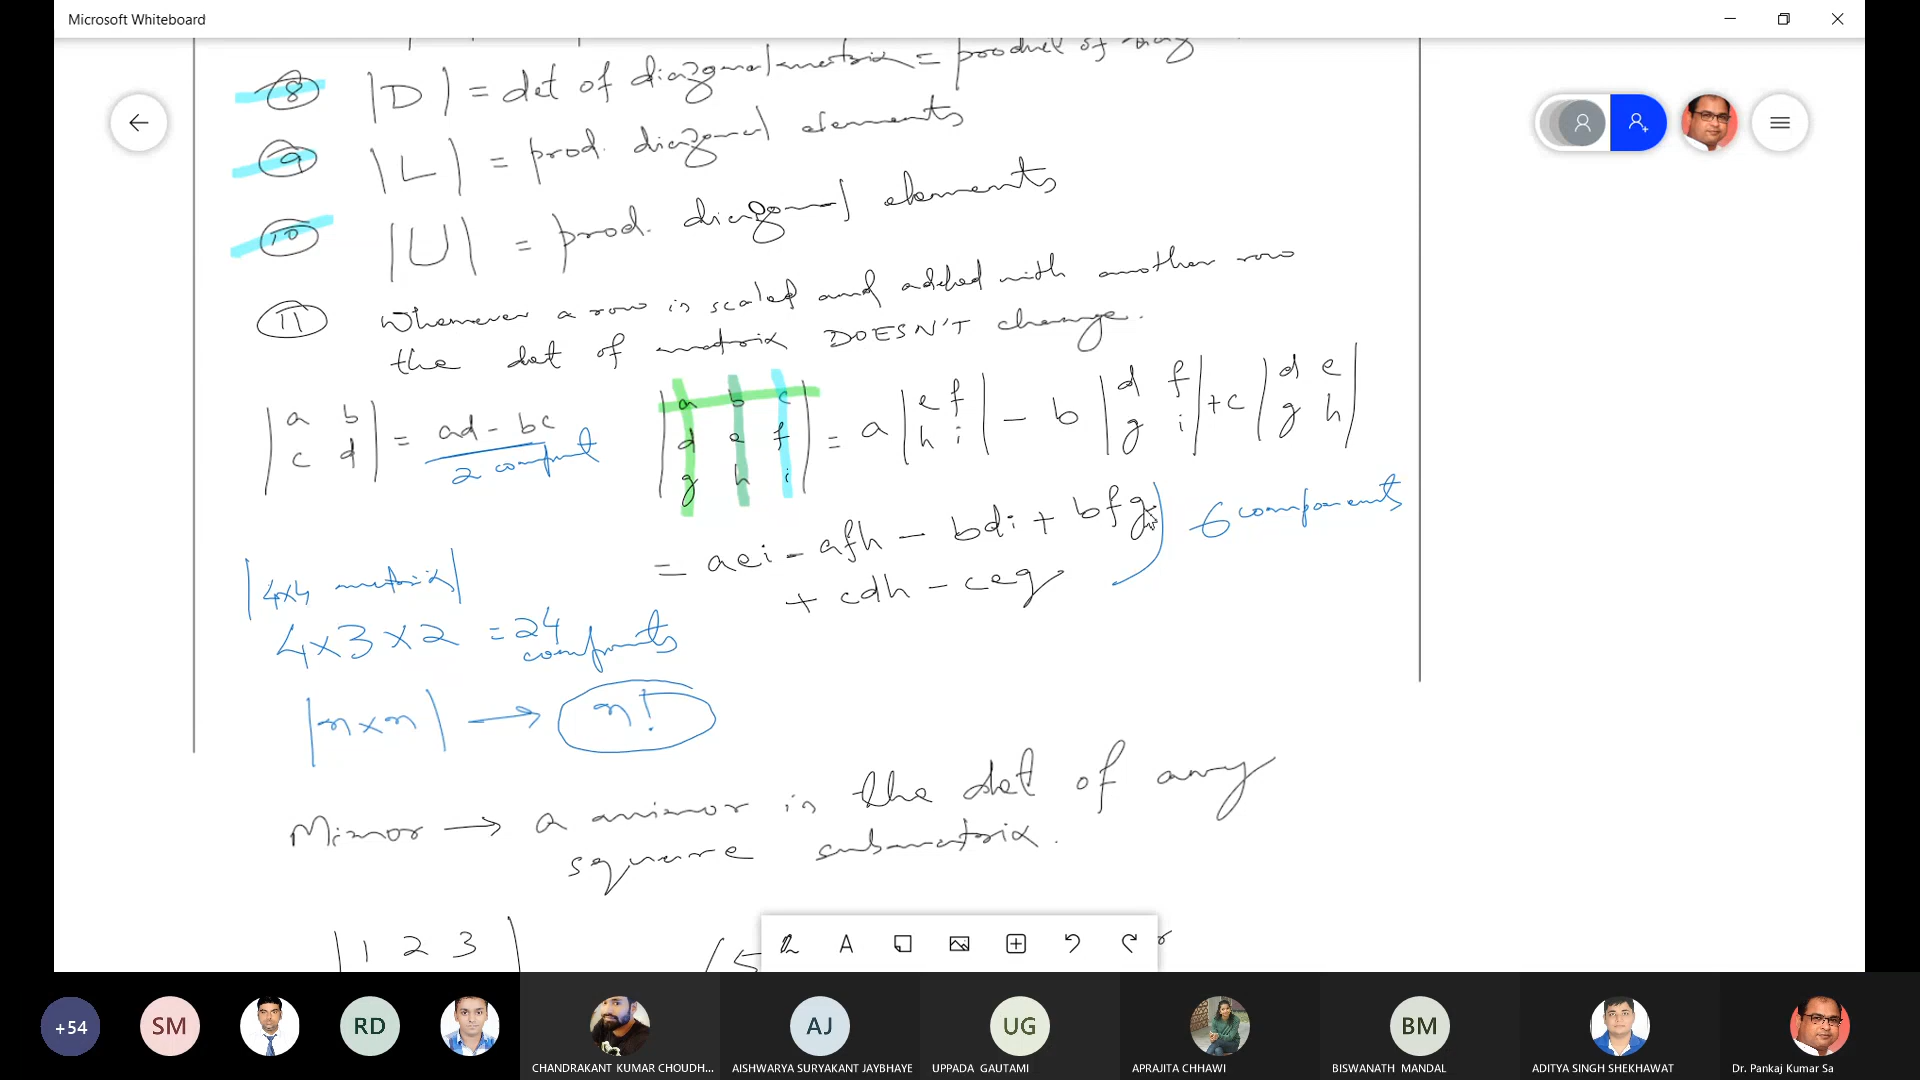 Microsoft Whiteboard
⑧ |D| = det of diagonal matrix = product of diag
⑨ |L| = prod. diagonal elements
⑩ |U| = prod. diagonal elements
⑪ Whenever a row is scaled and added with another row
the det of matrix DOESN'T change.
|a b| = ad - bc
|c d|
2 component
|a b c|
|d e f|
|g h i|
= a |e f| - b |d f| + c |d e|
|h i| |g i| |g h|
= aei - afh - bdi + bfg
+ cdh - ceg
6 components
|4x4 matrix|
4x3x2 = 24
components
|n x n| → n!
Minor → a minor is the det of any
square submatrix.
| 1 2 3 |
5
+54
SM
RD
AJ
UG
BM
CHANDRAKANT KUMAR CHOUDH...
AISHWARYA SURYAKANT JAYBHAYE
UPPADA GAUTAMI
APRAJITA CHHAWI
BISWANATH MANDAL
ADITYA SINGH SHEKHAWAT
Dr. Pankaj Kumar Sa